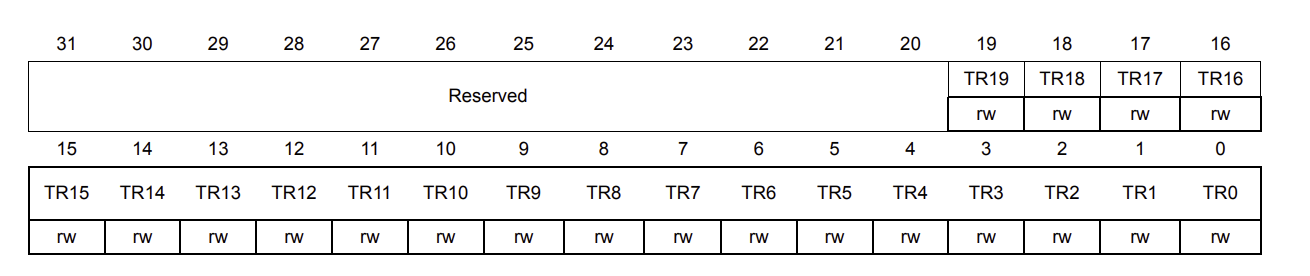 31 30 29 28 27 26 25 24 23 22 21 20 19 18 17 16
Reserved TR19 TR18 TR17 TR16
rw rw rw rw
15 14 13 12 11 10 9 8 7 6 5 4 3 2 1 0
TR15 TR14 TR13 TR12 TR11 TR10 TR9 TR8 TR7 TR6 TR5 TR4 TR3 TR2 TR1 TR0
rw rw rw rw rw rw rw rw rw rw rw rw rw rw rw rw